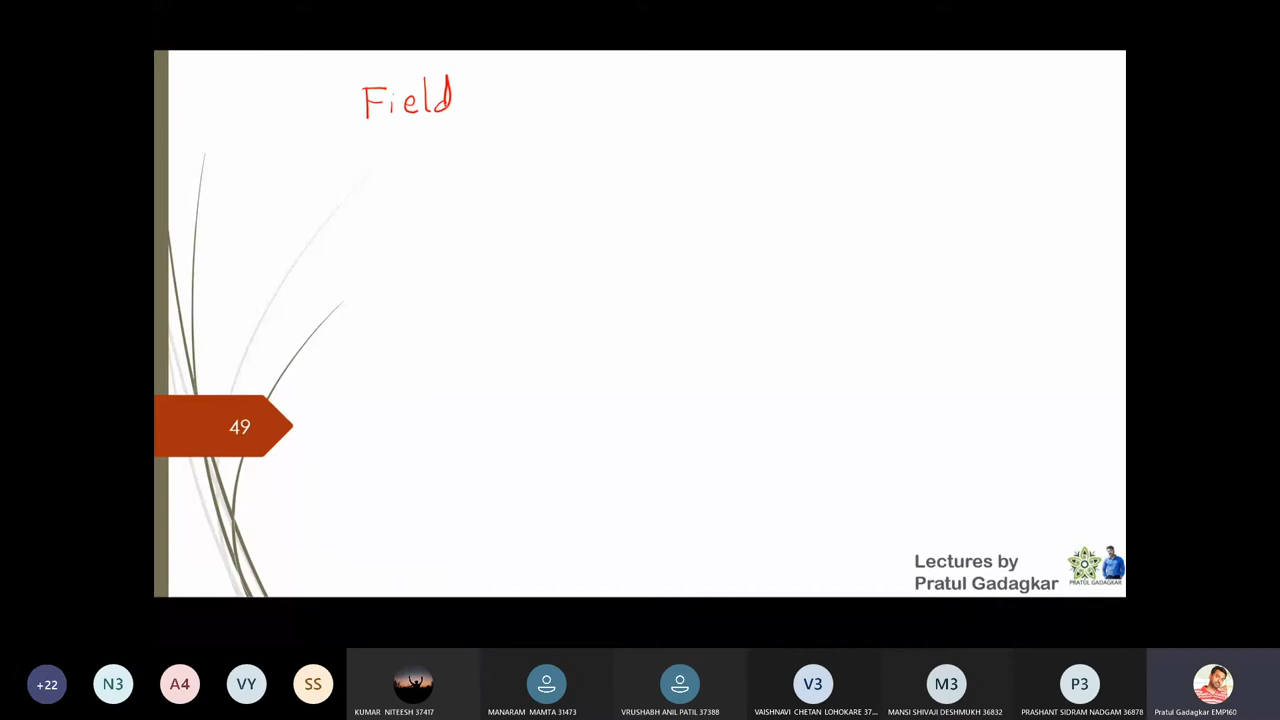 Field
49
Lectures by
Pratul Gadagkar
PRATUL GADAGKAR
+22
N3
A4
VY
SS
V3
M3
P3
KUMAR NITEESH 37417
MANARAM MAMTA 31473
VRUSHABH ANIL PATIL 37388
VAISHNAVI CHETAN LOHOKARE 37...
MANSI SHIVAJI DESHMUKH 36832
PRASHANT SIDRAM NADGAM 36878
Pratul Gadagkar EMP160